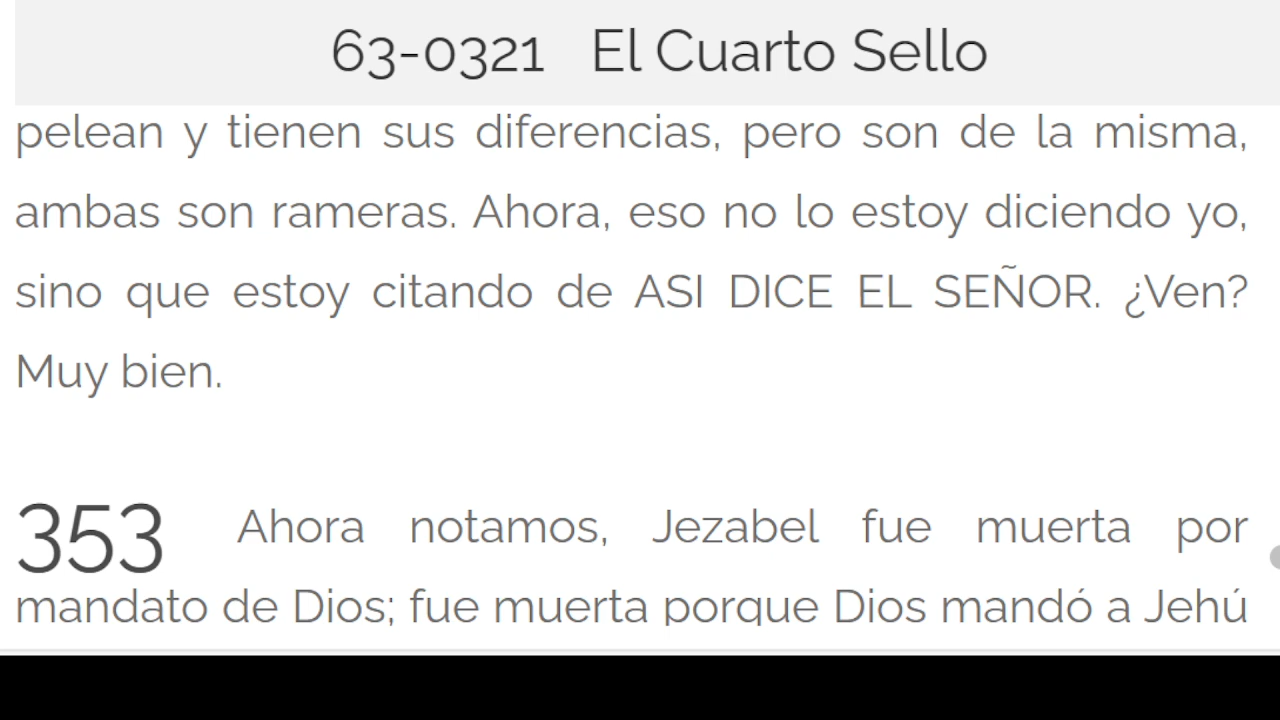 63-0321 El Cuarto Sello
pelean y tienen sus diferencias, pero son de la misma,
ambas son rameras. Ahora, eso no lo estoy diciendo yo,
sino que estoy citando de ASI DICE EL SEÑOR. ¿Ven?
Muy bien.
353 Ahora notamos, Jezabel fue muerta por
mandato de Dios; fue muerta porque Dios mandó a Jehú